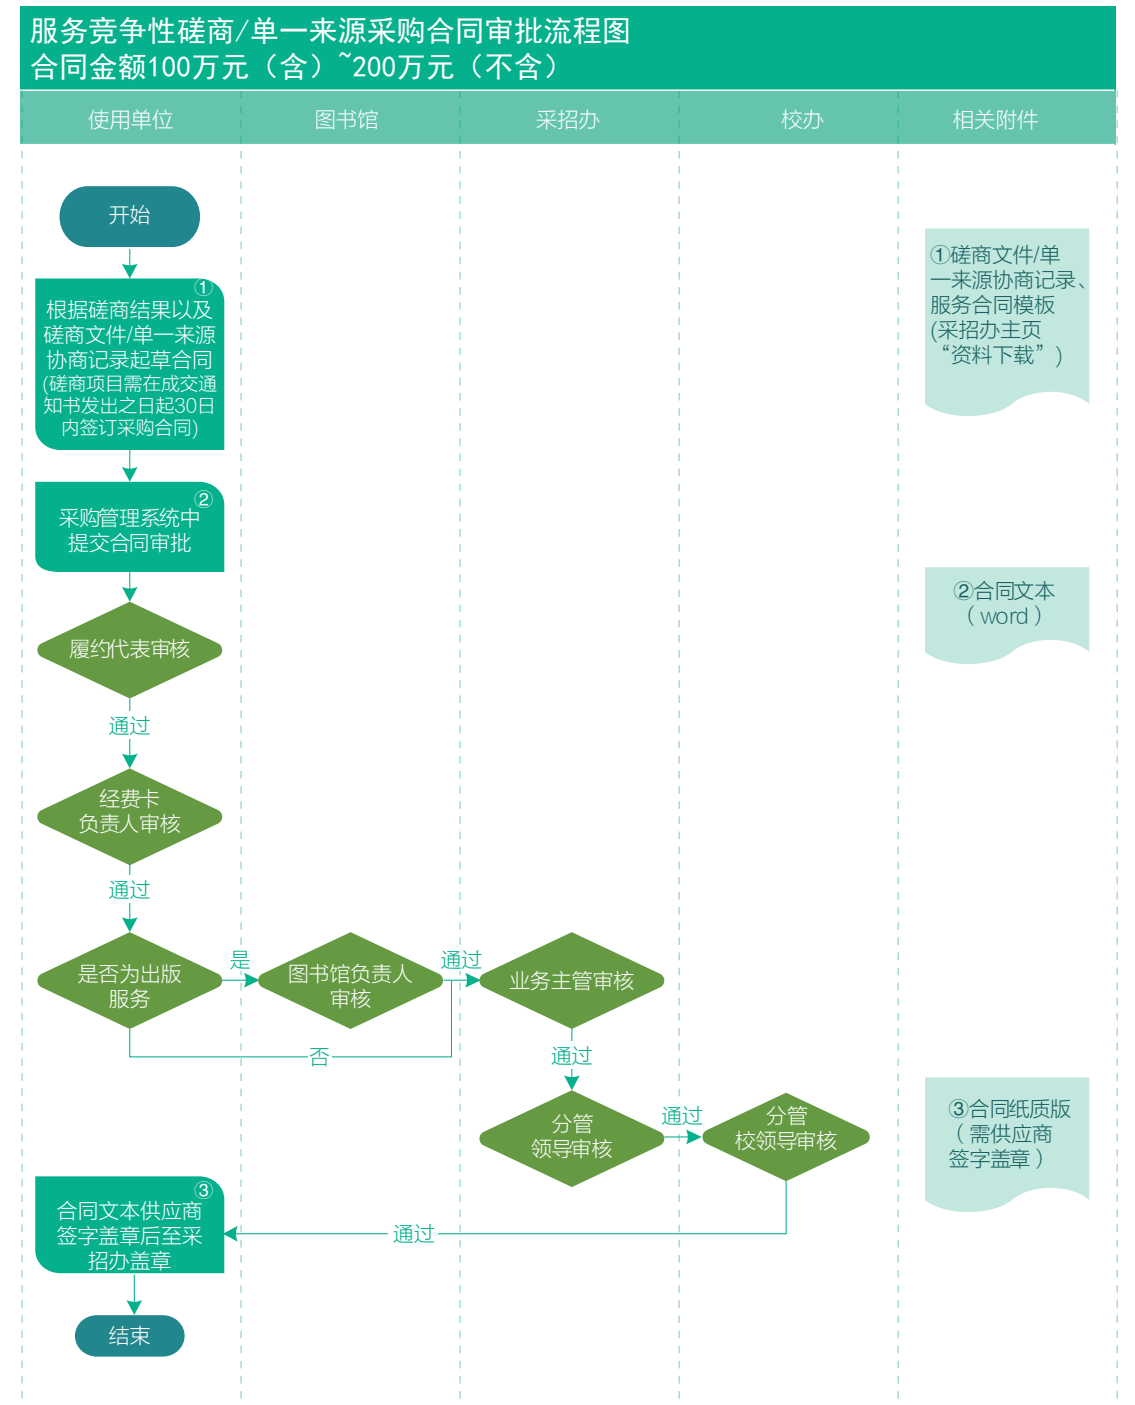 服务竞争性磋商/单一来源采购合同审批流程图
合同金额100万元（含）~200万元（不含）
使用单位
图书馆
采招办
校办
相关附件
开始
①
根据磋商结果以及
磋商文件/单一来源
协商记录起草合同
(磋商项目需在成交通
知书发出之日起30日
内签订采购合同)
①磋商文件/单
一来源协商记录、
服务合同模板
(采招办主页
“资料下载”)
②
采购管理系统中
提交合同审批
②合同文本
（word）
履约代表审核
通过
经费卡
负责人审核
通过
是否为出版
服务
是
图书馆负责人
审核
通过
业务主管审核
否
通过
分管
领导审核
通过
分管
校领导审核
③合同纸质版
（需供应商
签字盖章）
③
合同文本供应商
签字盖章后至采
招办盖章
通过
结束